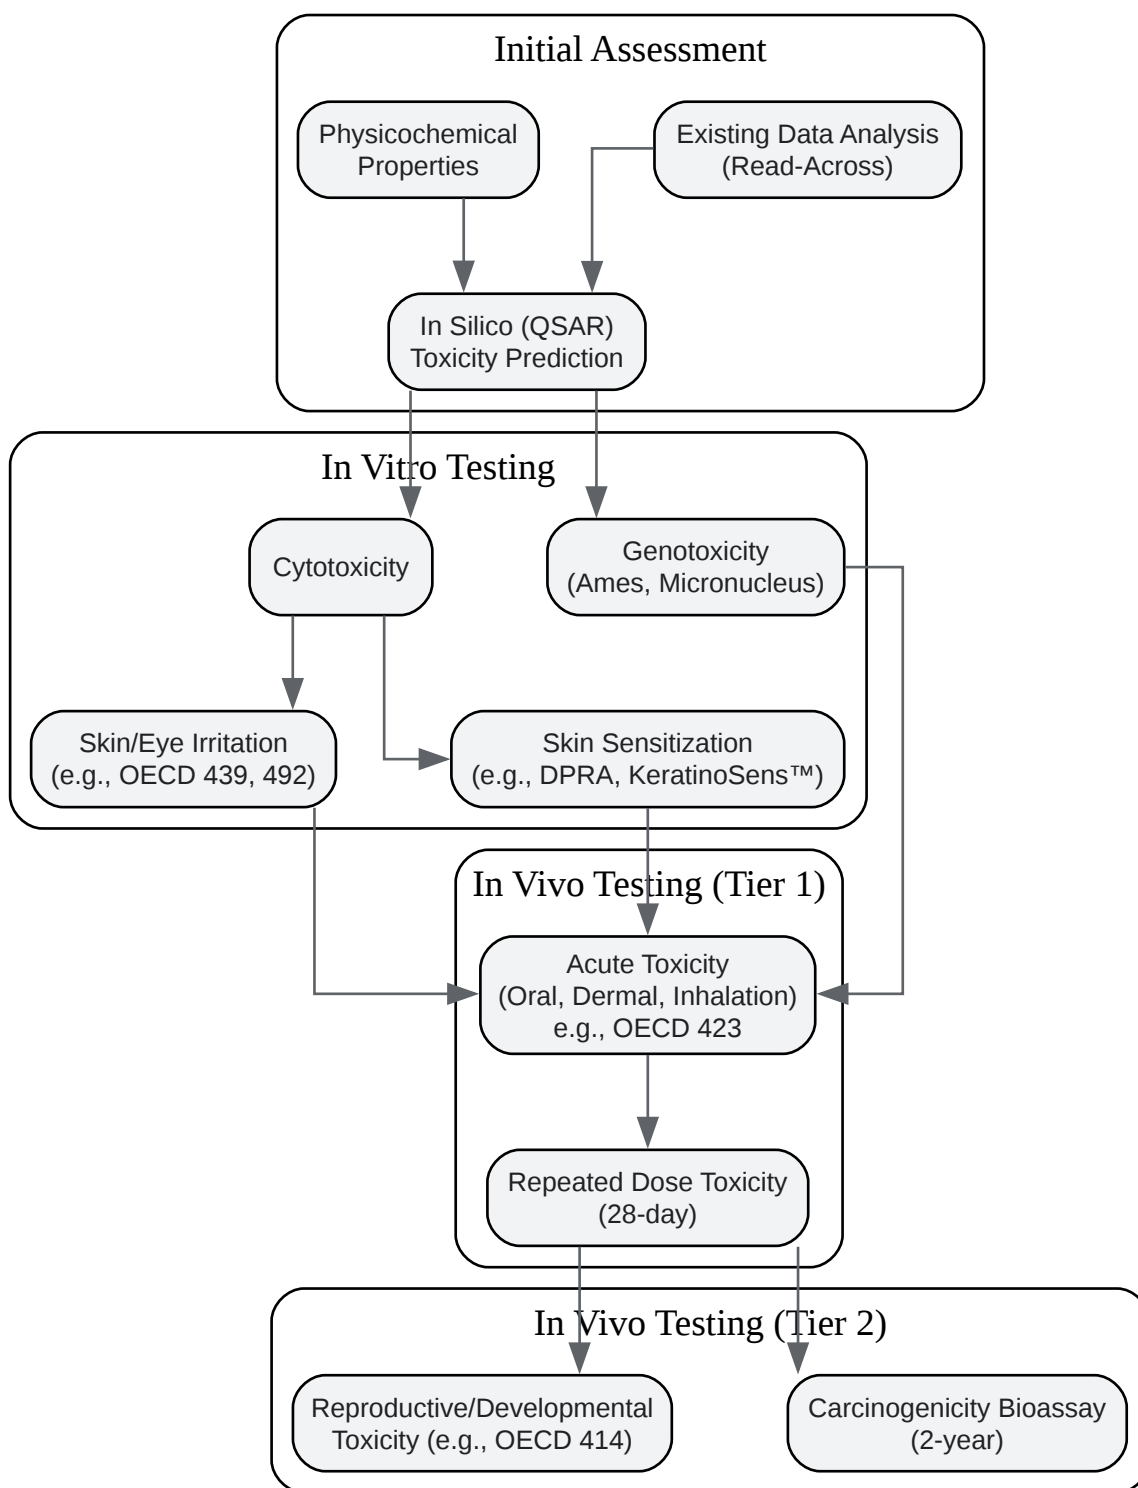 Initial Assessment
Physicochemical
Properties
Existing Data Analysis
(Read-Across)
In Silico (QSAR)
Toxicity Prediction
In Vitro Testing
Cytotoxicity
Genotoxicity
(Ames, Micronucleus)
Skin/Eye Irritation
(e.g., OECD 439, 492)
Skin Sensitization
(e.g., DPRA, KeratinoSens™)
In Vivo Testing (Tier 1)
Acute Toxicity
(Oral, Dermal, Inhalation)
e.g., OECD 423
Repeated Dose Toxicity
(28-day)
In Vivo Testing (Tier 2)
Reproductive/Developmental
Toxicity (e.g., OECD 414)
Carcinogenicity Bioassay
(2-year)